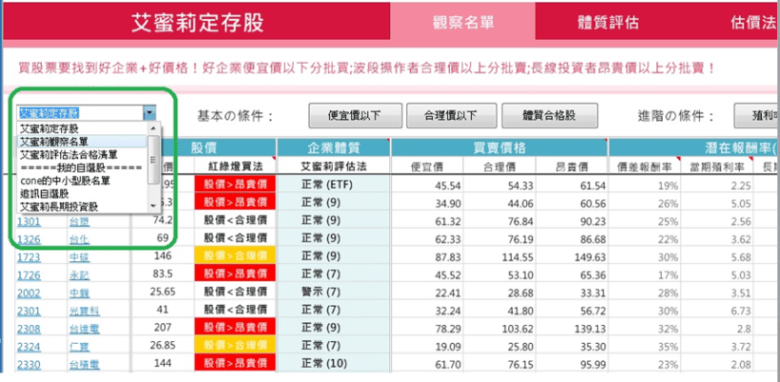 艾蜜莉定存股 觀察名單 體質評估 估價法
買股票要找到好企業+好價格！好企業便宜價以下分批買;波段操作者合理價以上分批賣;長線投資者昂貴價以上分批賣！
艾蜜莉定存股 基本の條件： 便宜價以下 合理價以下 體質合格股 進階の條件： 殖利率
艾蜜莉定存股
艾蜜莉觀察名單
艾蜜莉評估法合格清單
=====我的自選股=====
cone的中小型股名單
追訊自選股
艾蜜莉長期投資股
股價 企業體質 買賣價格 潛在報酬率(
紅綠燈買法 艾蜜莉評估法 便宜價 合理價 昂貴價 價差報酬率 當期殖利率
股價>昂貴價 正常 (ETF) 45.54 54.33 61.54 19% 2.25
股價>昂貴價 正常 (9) 34.90 44.06 60.56 26% 5.05
1301 台塑 74.2 股價<合理價 正常 (9) 61.32 76.84 90.23 25% 2.56
1326 台化 69 股價<合理價 正常 (9) 62.33 76.19 86.68 22% 3.62
1723 中碳 146 股價>合理價 正常 (9) 87.83 114.55 149.63 30% 5.68
1726 永記 83.5 股價>昂貴價 正常 (7) 45.52 53.10 65.36 17% 5.03
2002 中鋼 25.65 股價<合理價 警示 (7) 22.41 28.68 33.31 28% 3.51
2301 光寶科 41 股價<合理價 正常 (7) 32.24 41.80 56.72 30% 6.73
2308 台達電 207 股價>昂貴價 正常 (9) 78.29 103.62 139.13 32% 2.8
2324 仁寶 26.85 股價>合理價 正常 (7) 19.09 25.80 35.30 35% 3.72
2330 台積電 144 股價>昂貴價 正常 (10) 61.70 76.15 95.99 23% 2.08